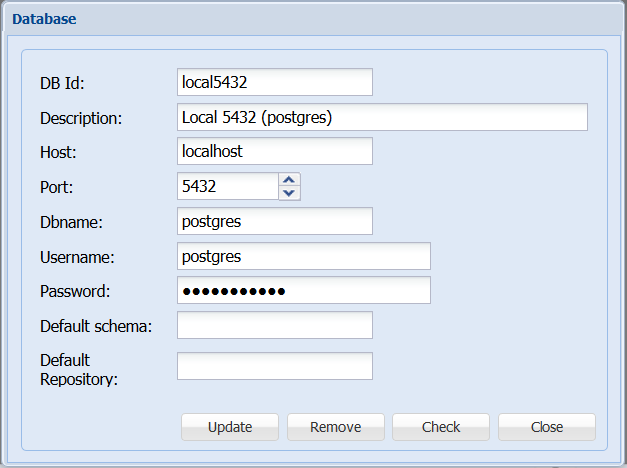 Database
DB Id: local5432
Description: Local 5432 (postgres)
Host: localhost
Port: 5432
Dbname: postgres
Username: postgres
Password: ●●●●●●●●●●●
Default schema:
Default
Repository:
Update Remove Check Close